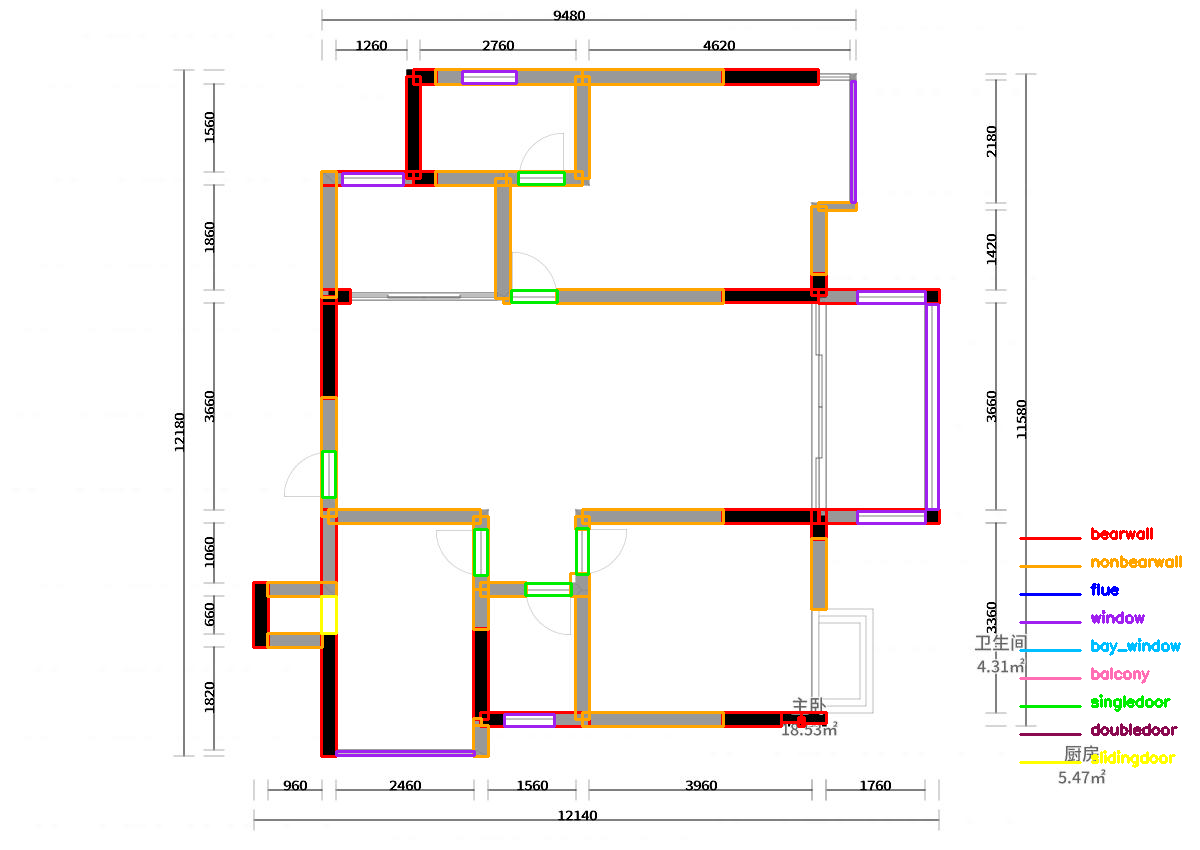 9480
1260 2760 4620
1560
2180
1860
1420
12180
3660
3660
11580
1060
660
3360
1820
bearwall
nonbearwall
flue
window
bay_window
balcony
singledoor
doubledoor
slidingdoor
卫生间
4.31㎡
主卧
18.53㎡
厨房
5.47㎡
960 2460 1560 3960 1760
12140